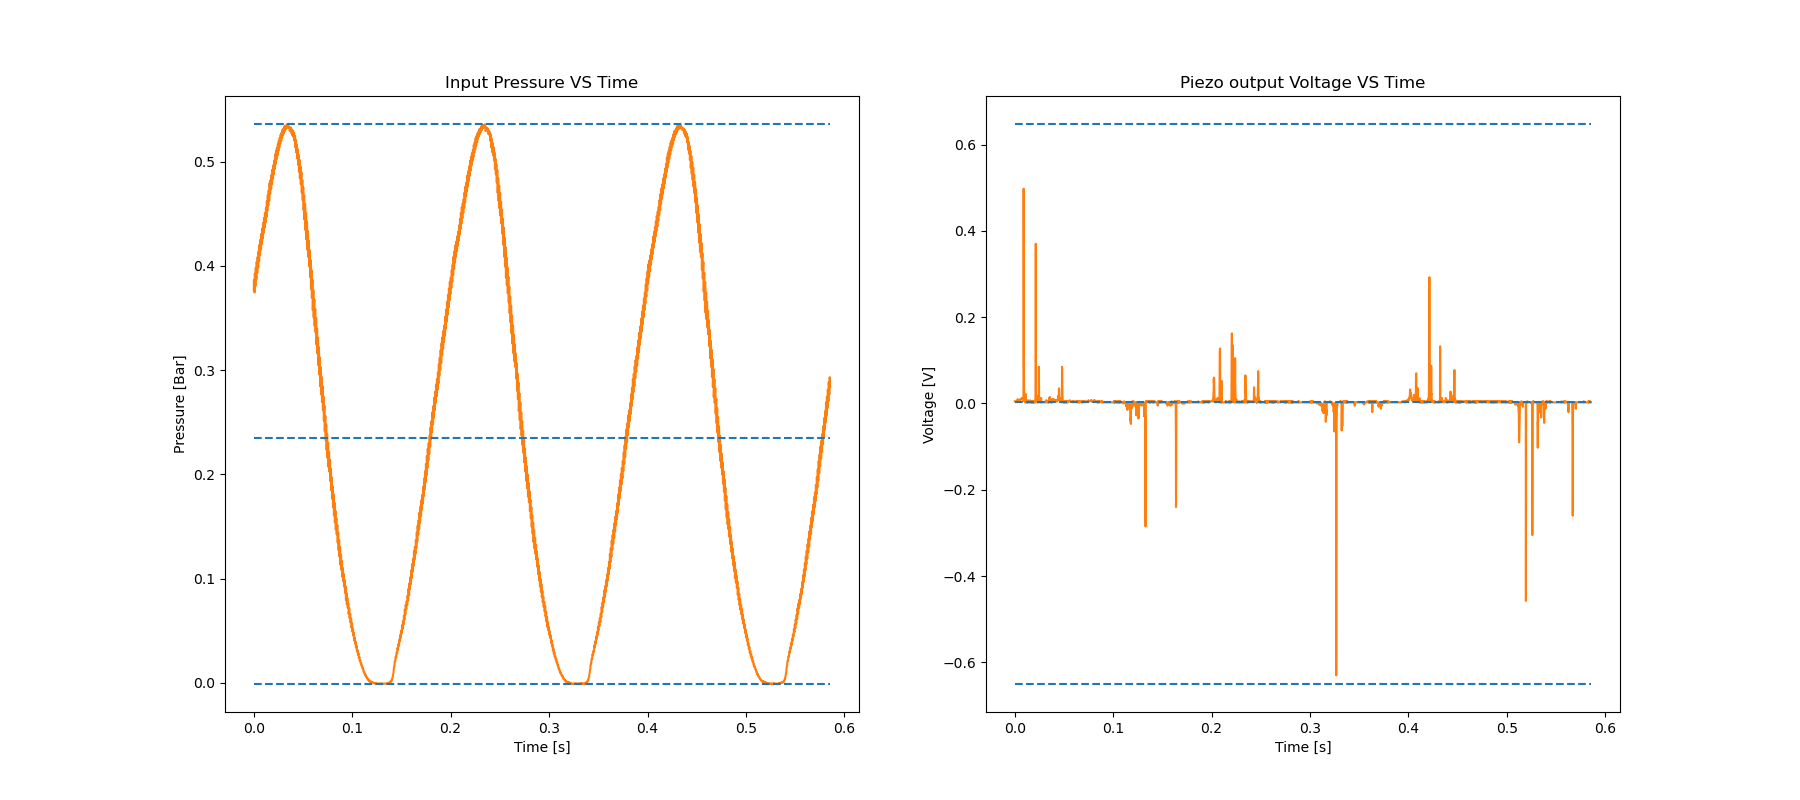 Input Pressure VS Time
Pressure [Bar]
0.5
0.4
0.3
0.2
0.1
0.0
0.0 0.1 0.2 0.3 0.4 0.5 0.6
Time [s]
Piezo output Voltage VS Time
Voltage [V]
0.6
0.4
0.2
0.0
−0.2
−0.4
−0.6
0.0 0.1 0.2 0.3 0.4 0.5 0.6
Time [s]